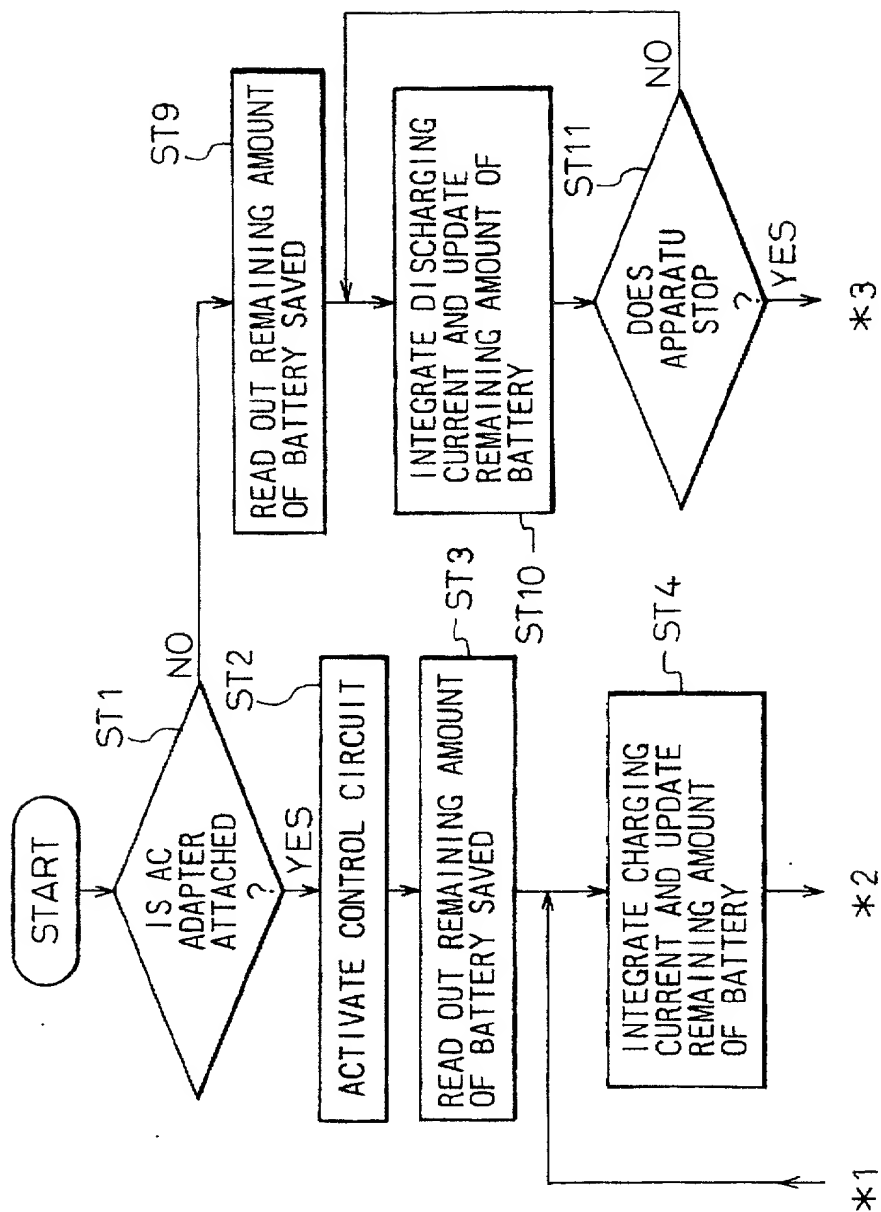 START
ST1
IS AC
ADAPTER
ATTACHED
?
NO
YES
ST2
ACTIVATE CONTROL CIRCUIT
ST3
READ OUT REMAINING AMOUNT
OF BATTERY SAVED
ST4
INTEGRATE CHARGING
CURRENT AND UPDATE
REMAINING AMOUNT
OF BATTERY
*1
*2
ST9
READ OUT REMAINING AMOUNT
OF BATTERY SAVED
ST10
INTEGRATE DISCHARGING
CURRENT AND UPDATE
REMAINING AMOUNT OF
BATTERY
ST11
DOES
APPARATU
STOP
?
NO
YES
*3